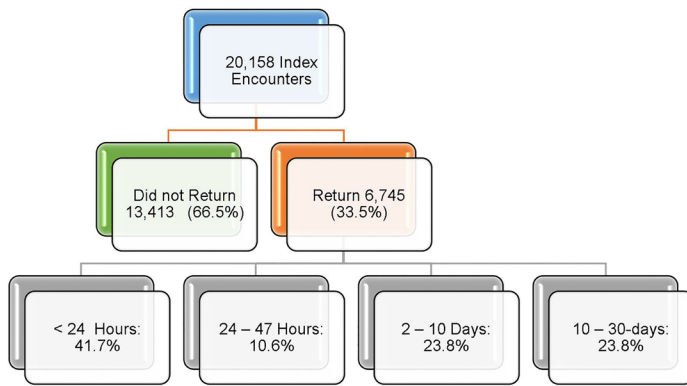 20,158 Index
Encounters
Did not Return
13,413 (66.5%)
Return 6,745
(33.5%)
< 24 Hours:
41.7%
24 – 47 Hours:
10.6%
2 – 10 Days:
23.8%
10 – 30-days:
23.8%